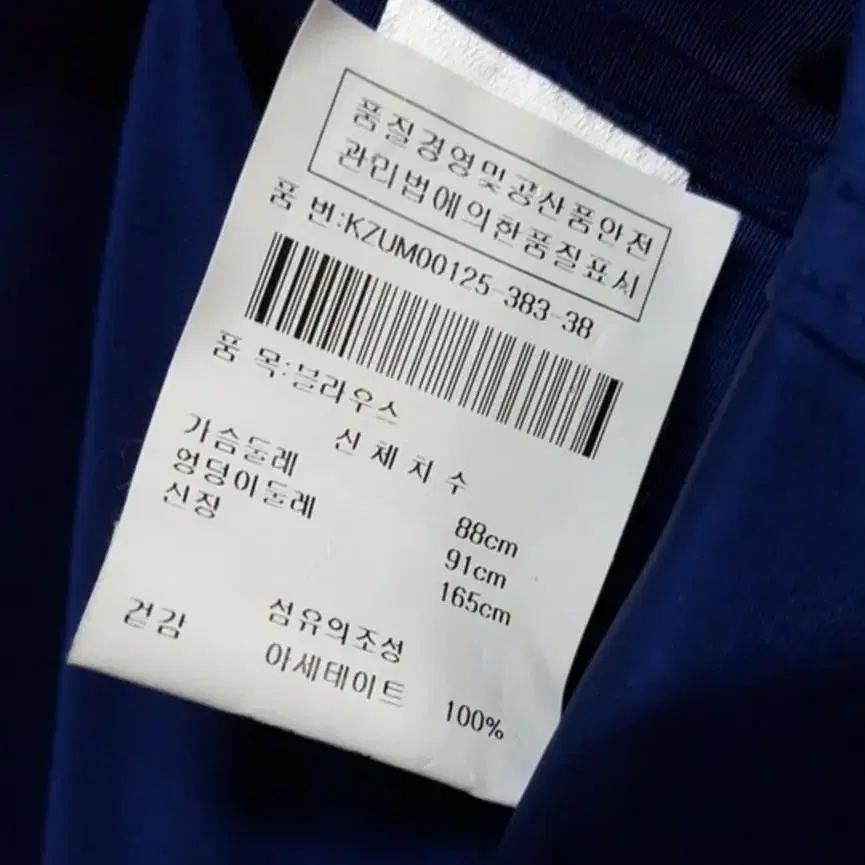 품질경영및공산품안전
관리법에의한품질표시
품 번:KZUM00125-383-38
품 목:블라우스
신 체 치 수
가슴둘레 88cm
엉덩이둘레 91cm
신장 165cm
섬유의조성
겉감 아세테이트 100%